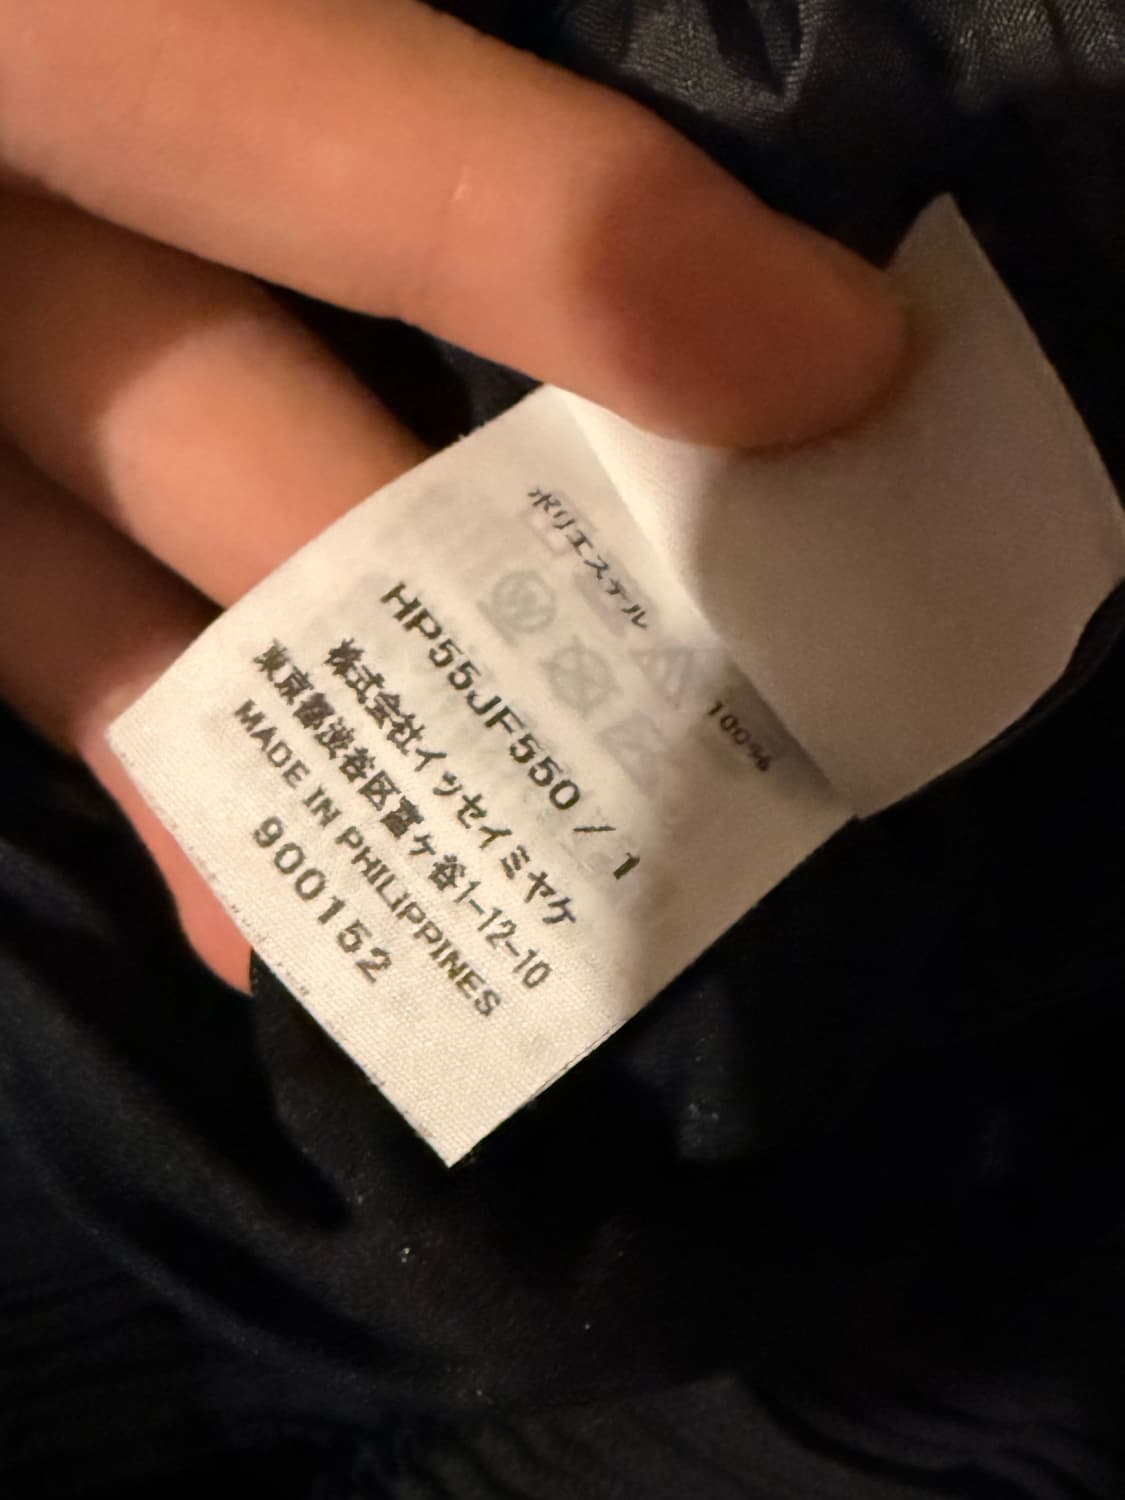 ポリエステル 100%
HP55JF550 / 1
株式会社イッセイミヤケ
東京都渋谷区富ヶ谷1-12-10
MADE IN PHILIPPINES
900152